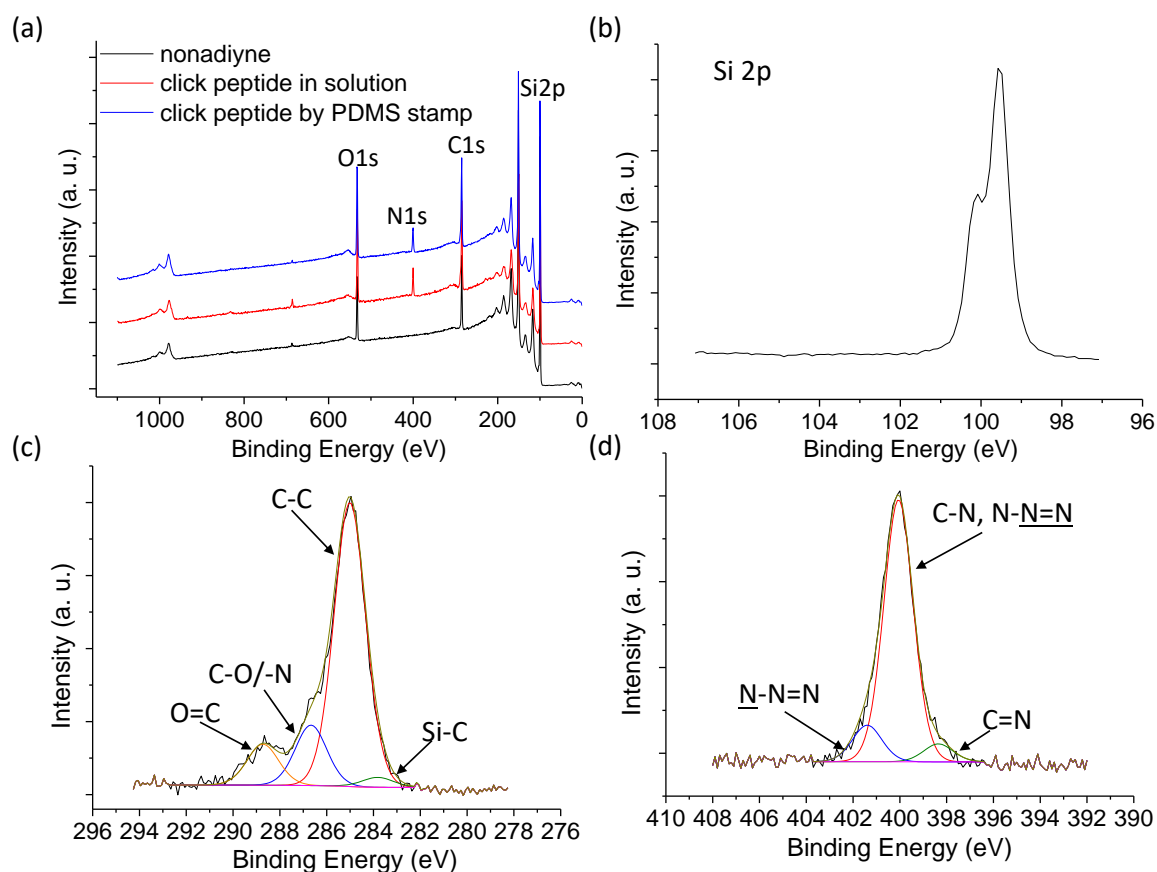 (a)
nonadiyne
click peptide in solution
click peptide by PDMS stamp
Si2p
C1s
O1s
N1s
Intensity (a. u.)
1000 800 600 400 200 0
Binding Energy (eV)
(b)
Si 2p
Intensity (a. u.)
108 106 104 102 100 98 96
Binding Energy (eV)
(c)
C-C
C-O/-N
O=C
Si-C
Intensity (a. u.)
296 294 292 290 288 286 284 282 280 278 276
Binding Energy (eV)
(d)
C-N, N-N=N
N-N=N
C=N
Intensity (a. u.)
410 408 406 404 402 400 398 396 394 392 390
Binding Energy (eV)